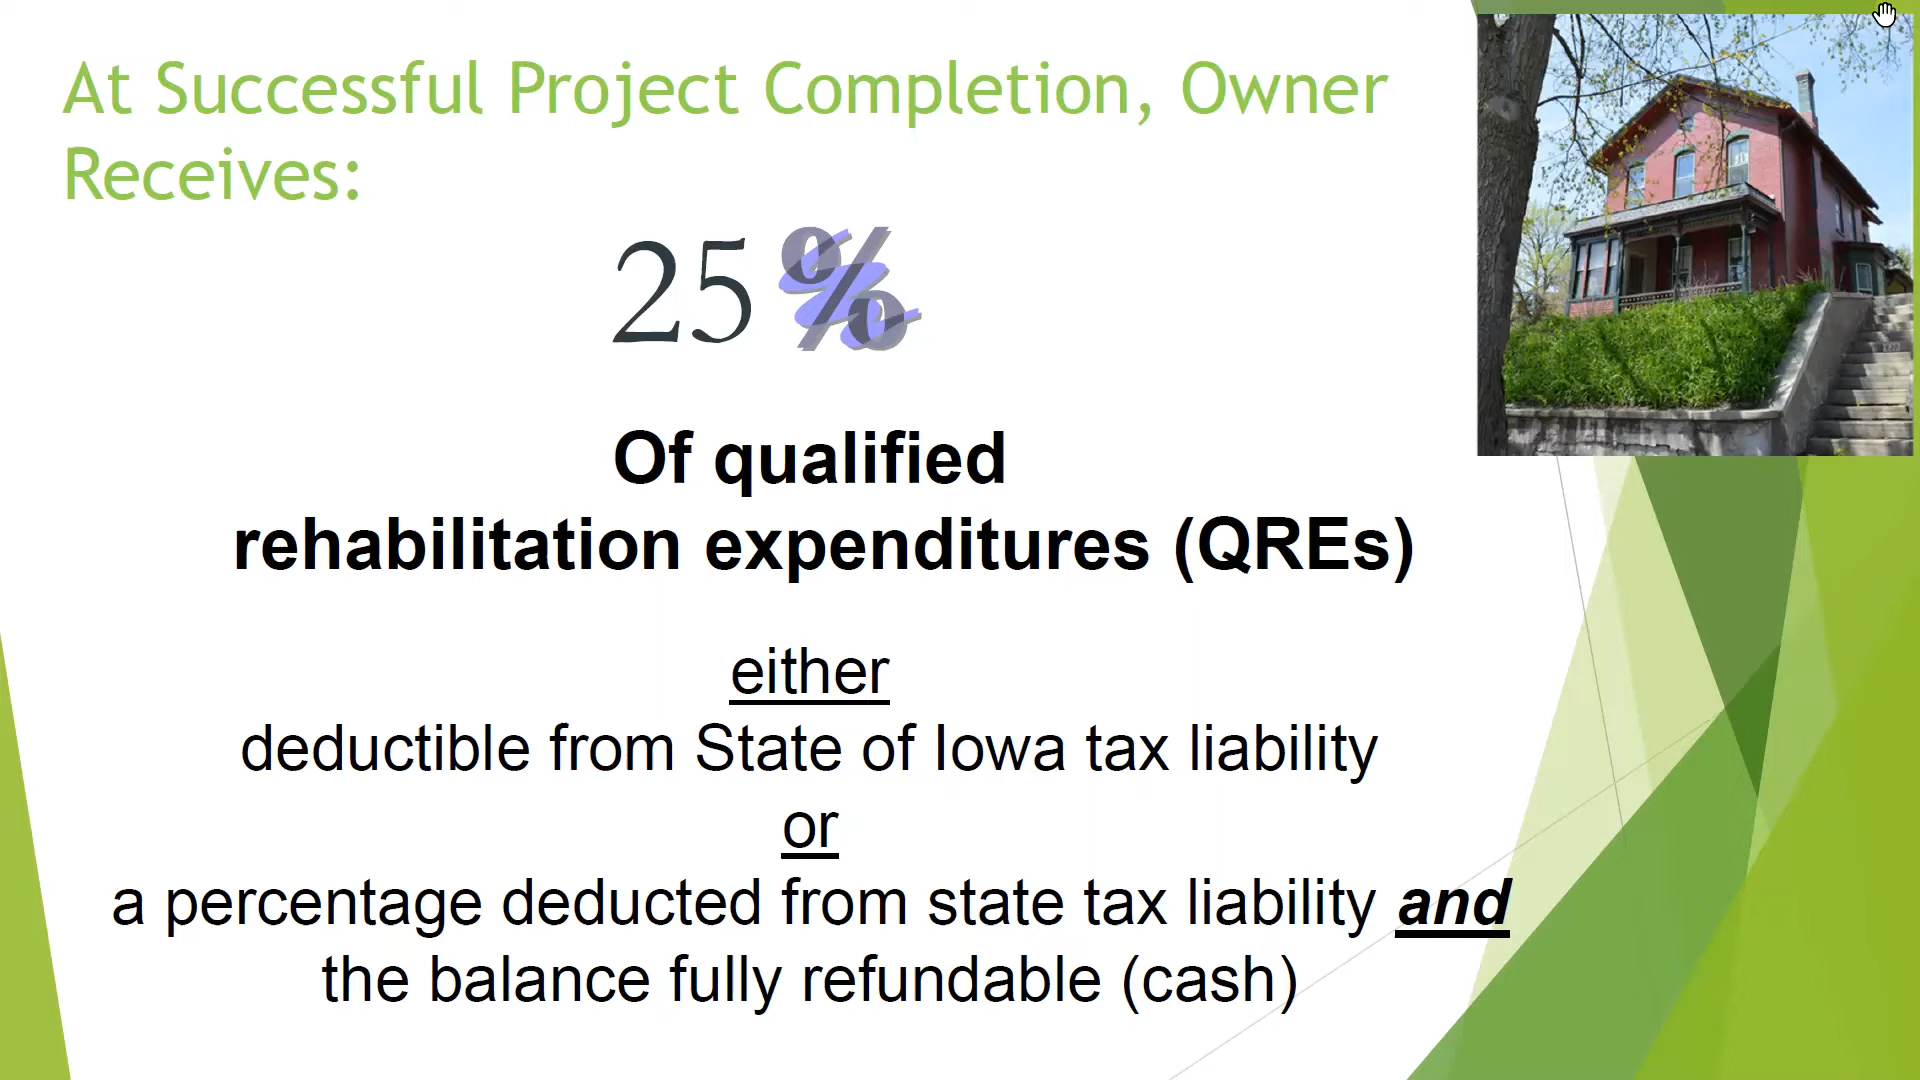 At Successful Project Completion, Owner
Receives:
25%
Of qualified
rehabilitation expenditures (QREs)
either
deductible from State of Iowa tax liability
or
a percentage deducted from state tax liability and
the balance fully refundable (cash)